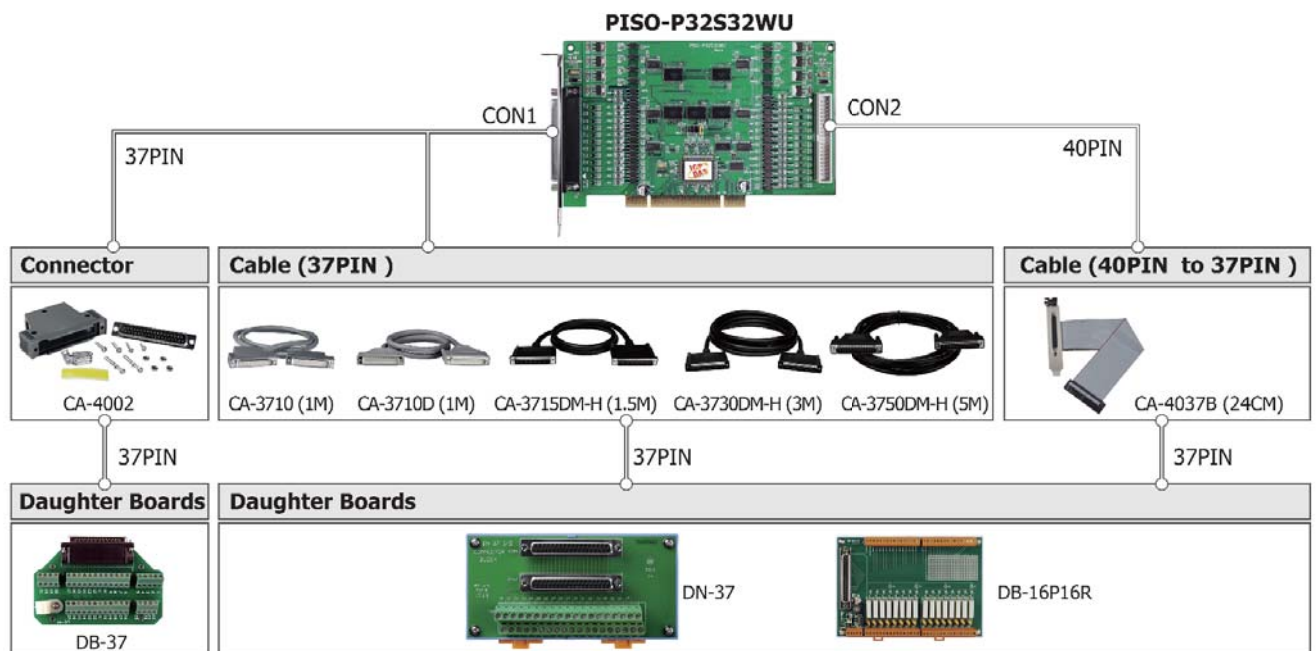 PISO-P32S32WU
CON1
CON2
37PIN
40PIN
Connector
Cable (37PIN )
Cable (40PIN to 37PIN )
CA-4002
CA-3710 (1M)
CA-3710D (1M)
CA-3715DM-H (1.5M)
CA-3730DM-H (3M)
CA-3750DM-H (5M)
CA-4037B (24CM)
37PIN
37PIN
37PIN
Daughter Boards
Daughter Boards
DB-37
DN-37
DB-16P16R